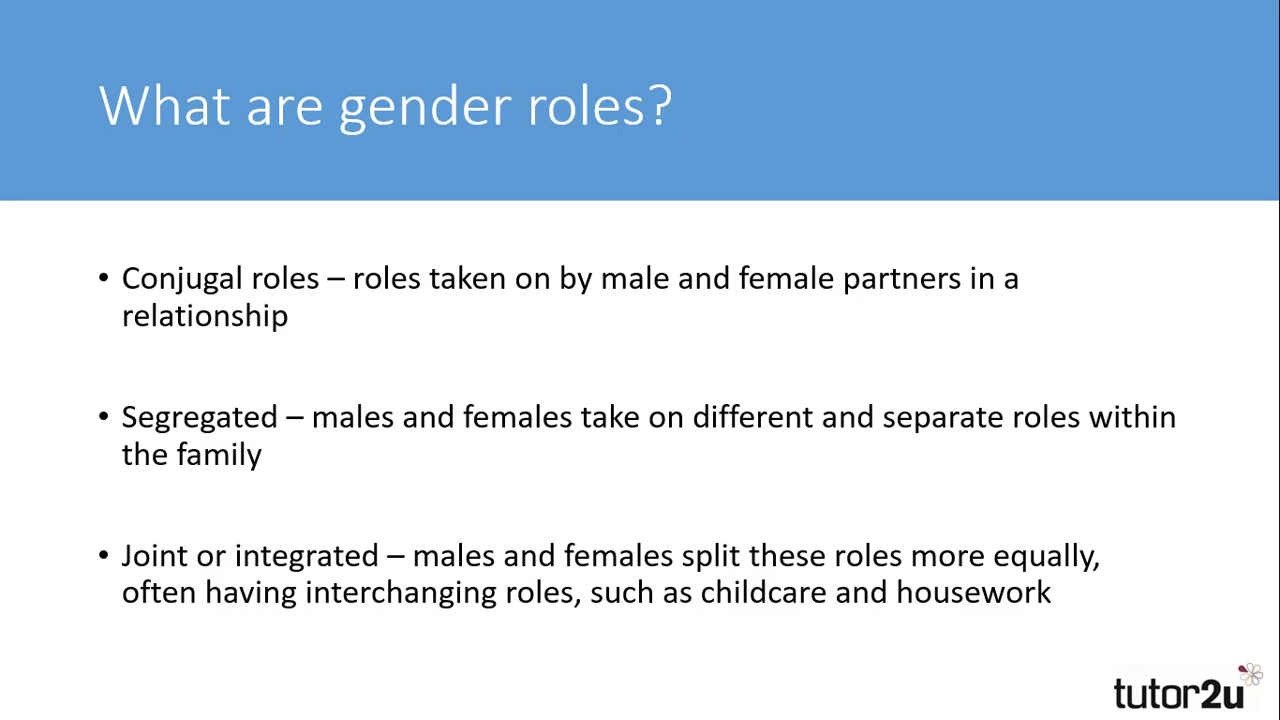 What are gender roles?
• Conjugal roles – roles taken on by male and female partners in a
relationship
• Segregated – males and females take on different and separate roles within
the family
• Joint or integrated – males and females split these roles more equally,
often having interchanging roles, such as childcare and housework
tutor2u